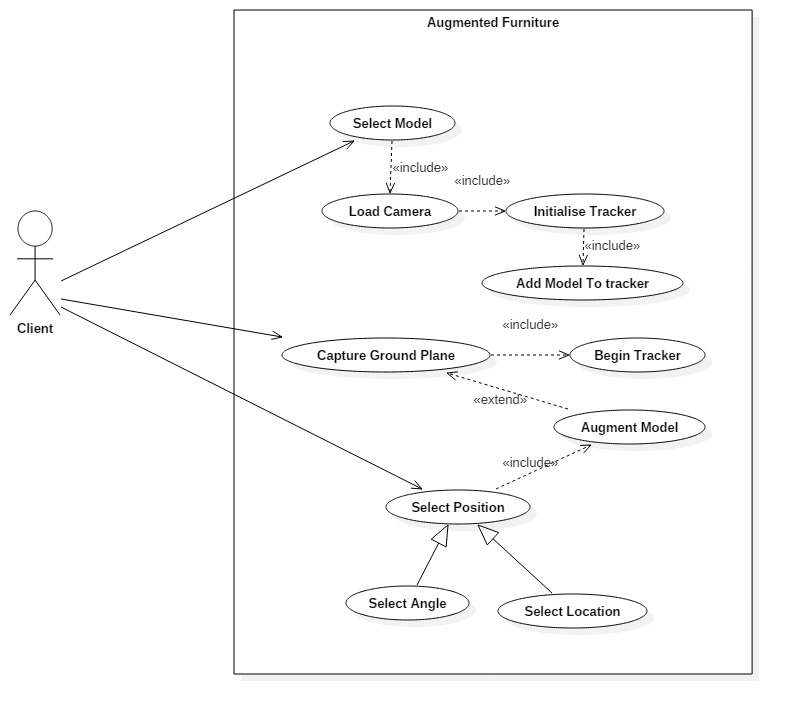 Augmented Furniture
Select Model
«include»
«include»
Load Camera
Initialise Tracker
«include»
Add Model To tracker
Client
«include»
Capture Ground Plane
Begin Tracker
«extend»
Augment Model
«include»
Select Position
Select Angle
Select Location